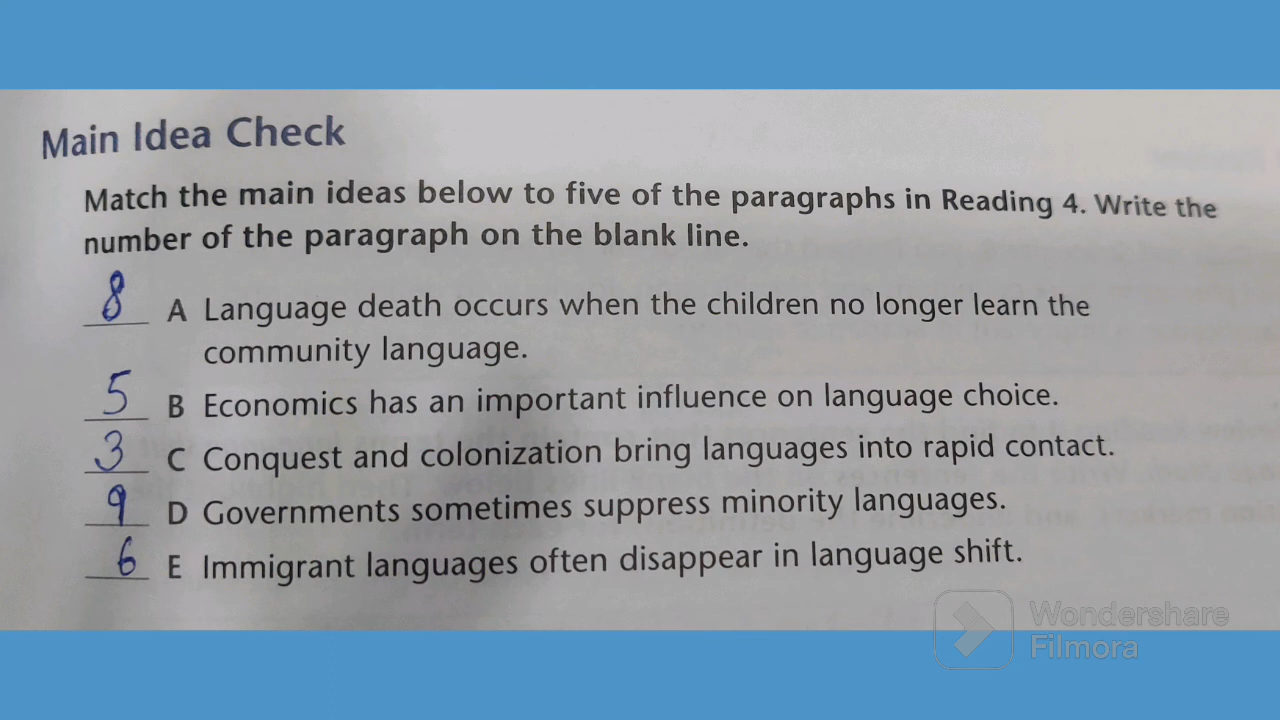 Main Idea Check
Match the main ideas below to five of the paragraphs in Reading 4. Write the
number of the paragraph on the blank line.
8 A Language death occurs when the children no longer learn the
community language.
5 B Economics has an important influence on language choice.
3 C Conquest and colonization bring languages into rapid contact.
9 D Governments sometimes suppress minority languages.
6 E Immigrant languages often disappear in language shift.
Wondershare
Filmora